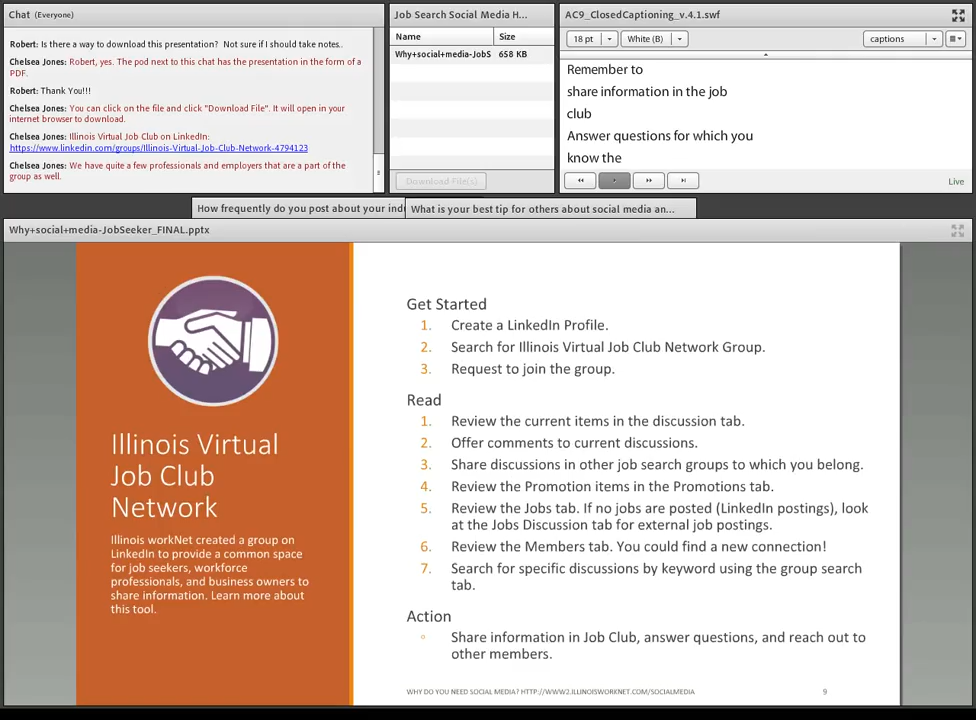 Chat (Everyone)
Robert: Is there a way to download this presentation? Not sure if I should take notes..
Chelsea Jones: Robert, yes. The pod next to this chat has the presentation in the form of a
PDF.
Robert: Thank You!!!
Chelsea Jones: You can click on the file and click "Download File". It will open in your
internet browser to download.
Chelsea Jones: Illinois Virtual Job Club on LinkedIn:
https://www.linkedin.com/groups/Illinois-Virtual-Job-Club-Network-4794123
Chelsea Jones: We have quite a few professionals and employers that are a part of the
group as well.
Job Search Social Media H...
Name Size
Why+social+media-JobS 658 KB
Download File(s)
AC9_ClosedCaptioning_v.4.1.swf
18 pt White (B) captions
Remember to
share information in the job
club
Answer questions for which you
know the
Live
How frequently do you post about your ind
What is your best tip for others about social media an...
Why+social+media-JobSeeker_FINAL.pptx
Illinois Virtual
Job Club
Network
Illinois workNet created a group on
LinkedIn to provide a common space
for job seekers, workforce
professionals, and business owners to
share information. Learn more about
this tool.
Get Started
1. Create a LinkedIn Profile.
2. Search for Illinois Virtual Job Club Network Group.
3. Request to join the group.
Read
1. Review the current items in the discussion tab.
2. Offer comments to current discussions.
3. Share discussions in other job search groups to which you belong.
4. Review the Promotion items in the Promotions tab.
5. Review the Jobs tab. If no jobs are posted (LinkedIn postings), look
at the Jobs Discussion tab for external job postings.
6. Review the Members tab. You could find a new connection!
7. Search for specific discussions by keyword using the group search
tab.
Action
◦ Share information in Job Club, answer questions, and reach out to
other members.
WHY DO YOU NEED SOCIAL MEDIA? HTTP://WWW2.ILLINOISWORKNET.COM/SOCIALMEDIA 9